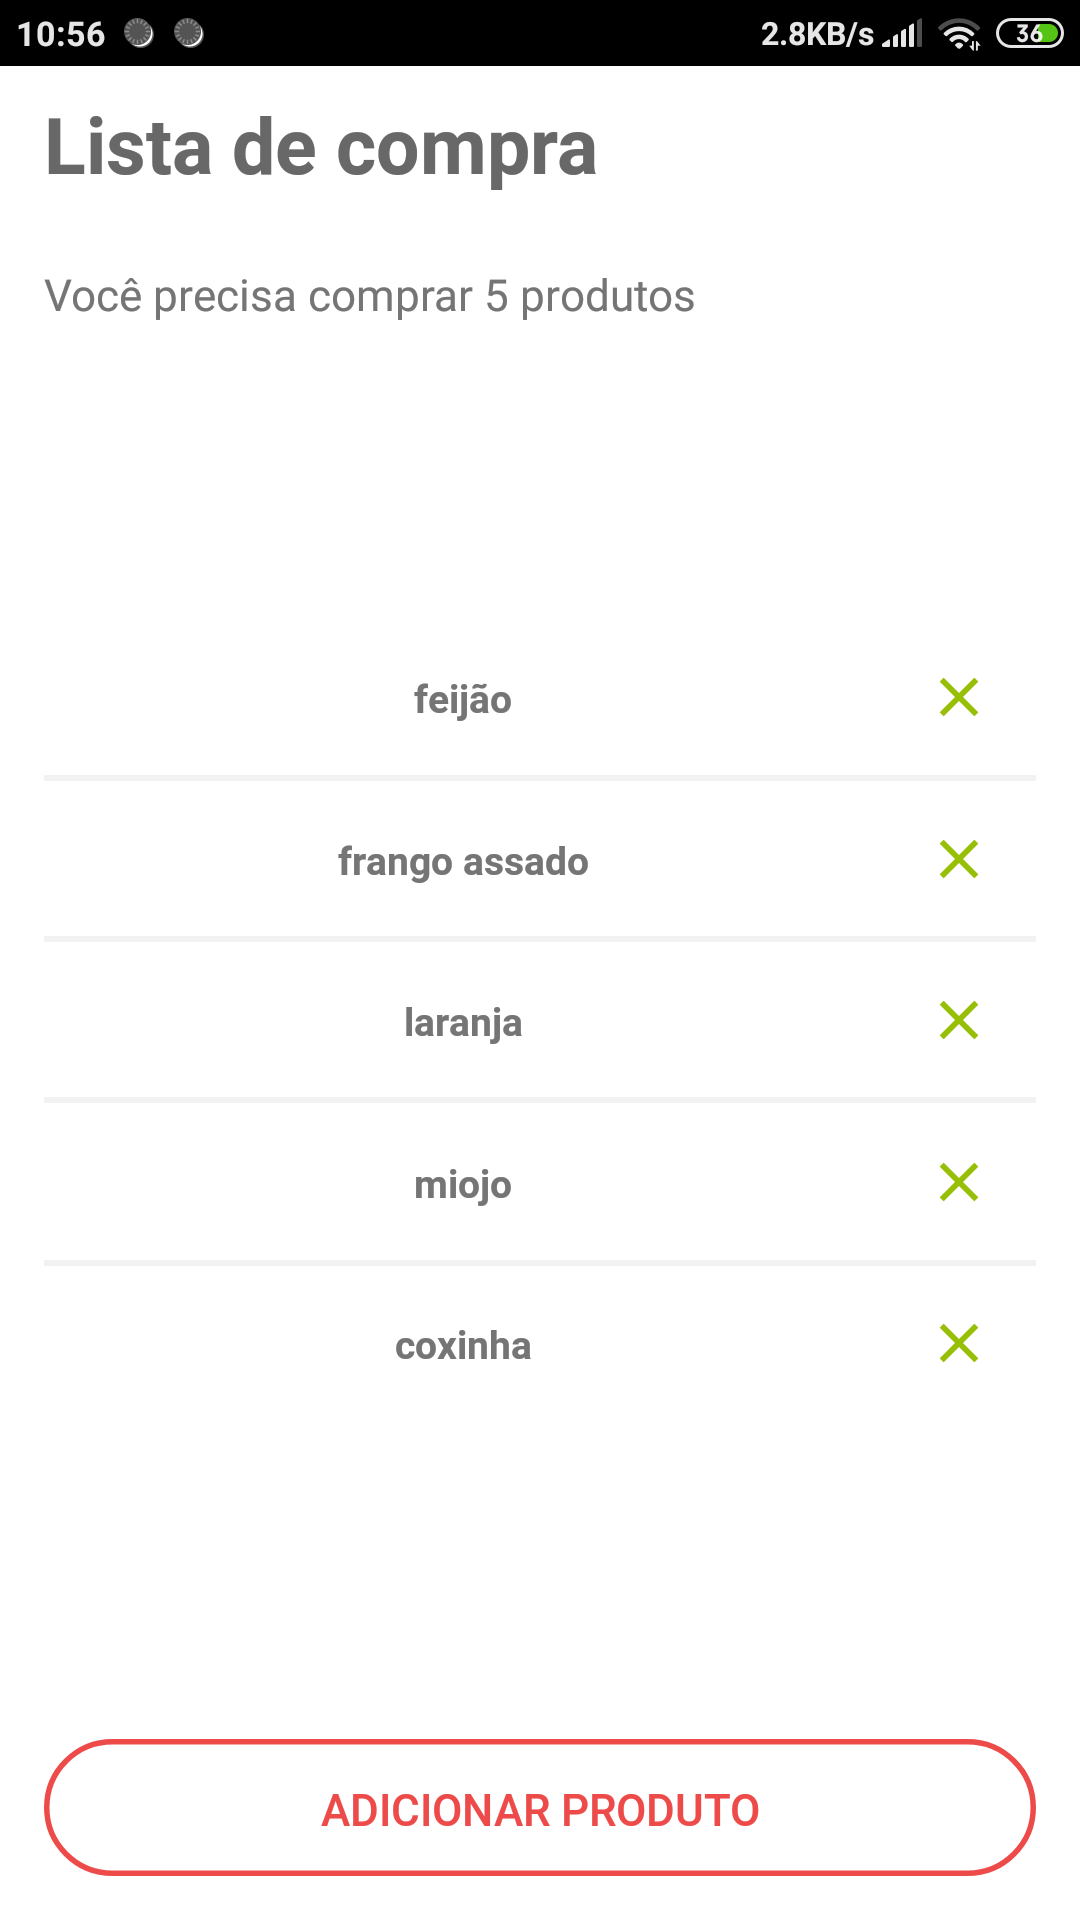 10:56 2.8KB/s 36
Lista de compra
Você precisa comprar 5 produtos
feijão
frango assado
laranja
miojo
coxinha
ADICIONAR PRODUTO